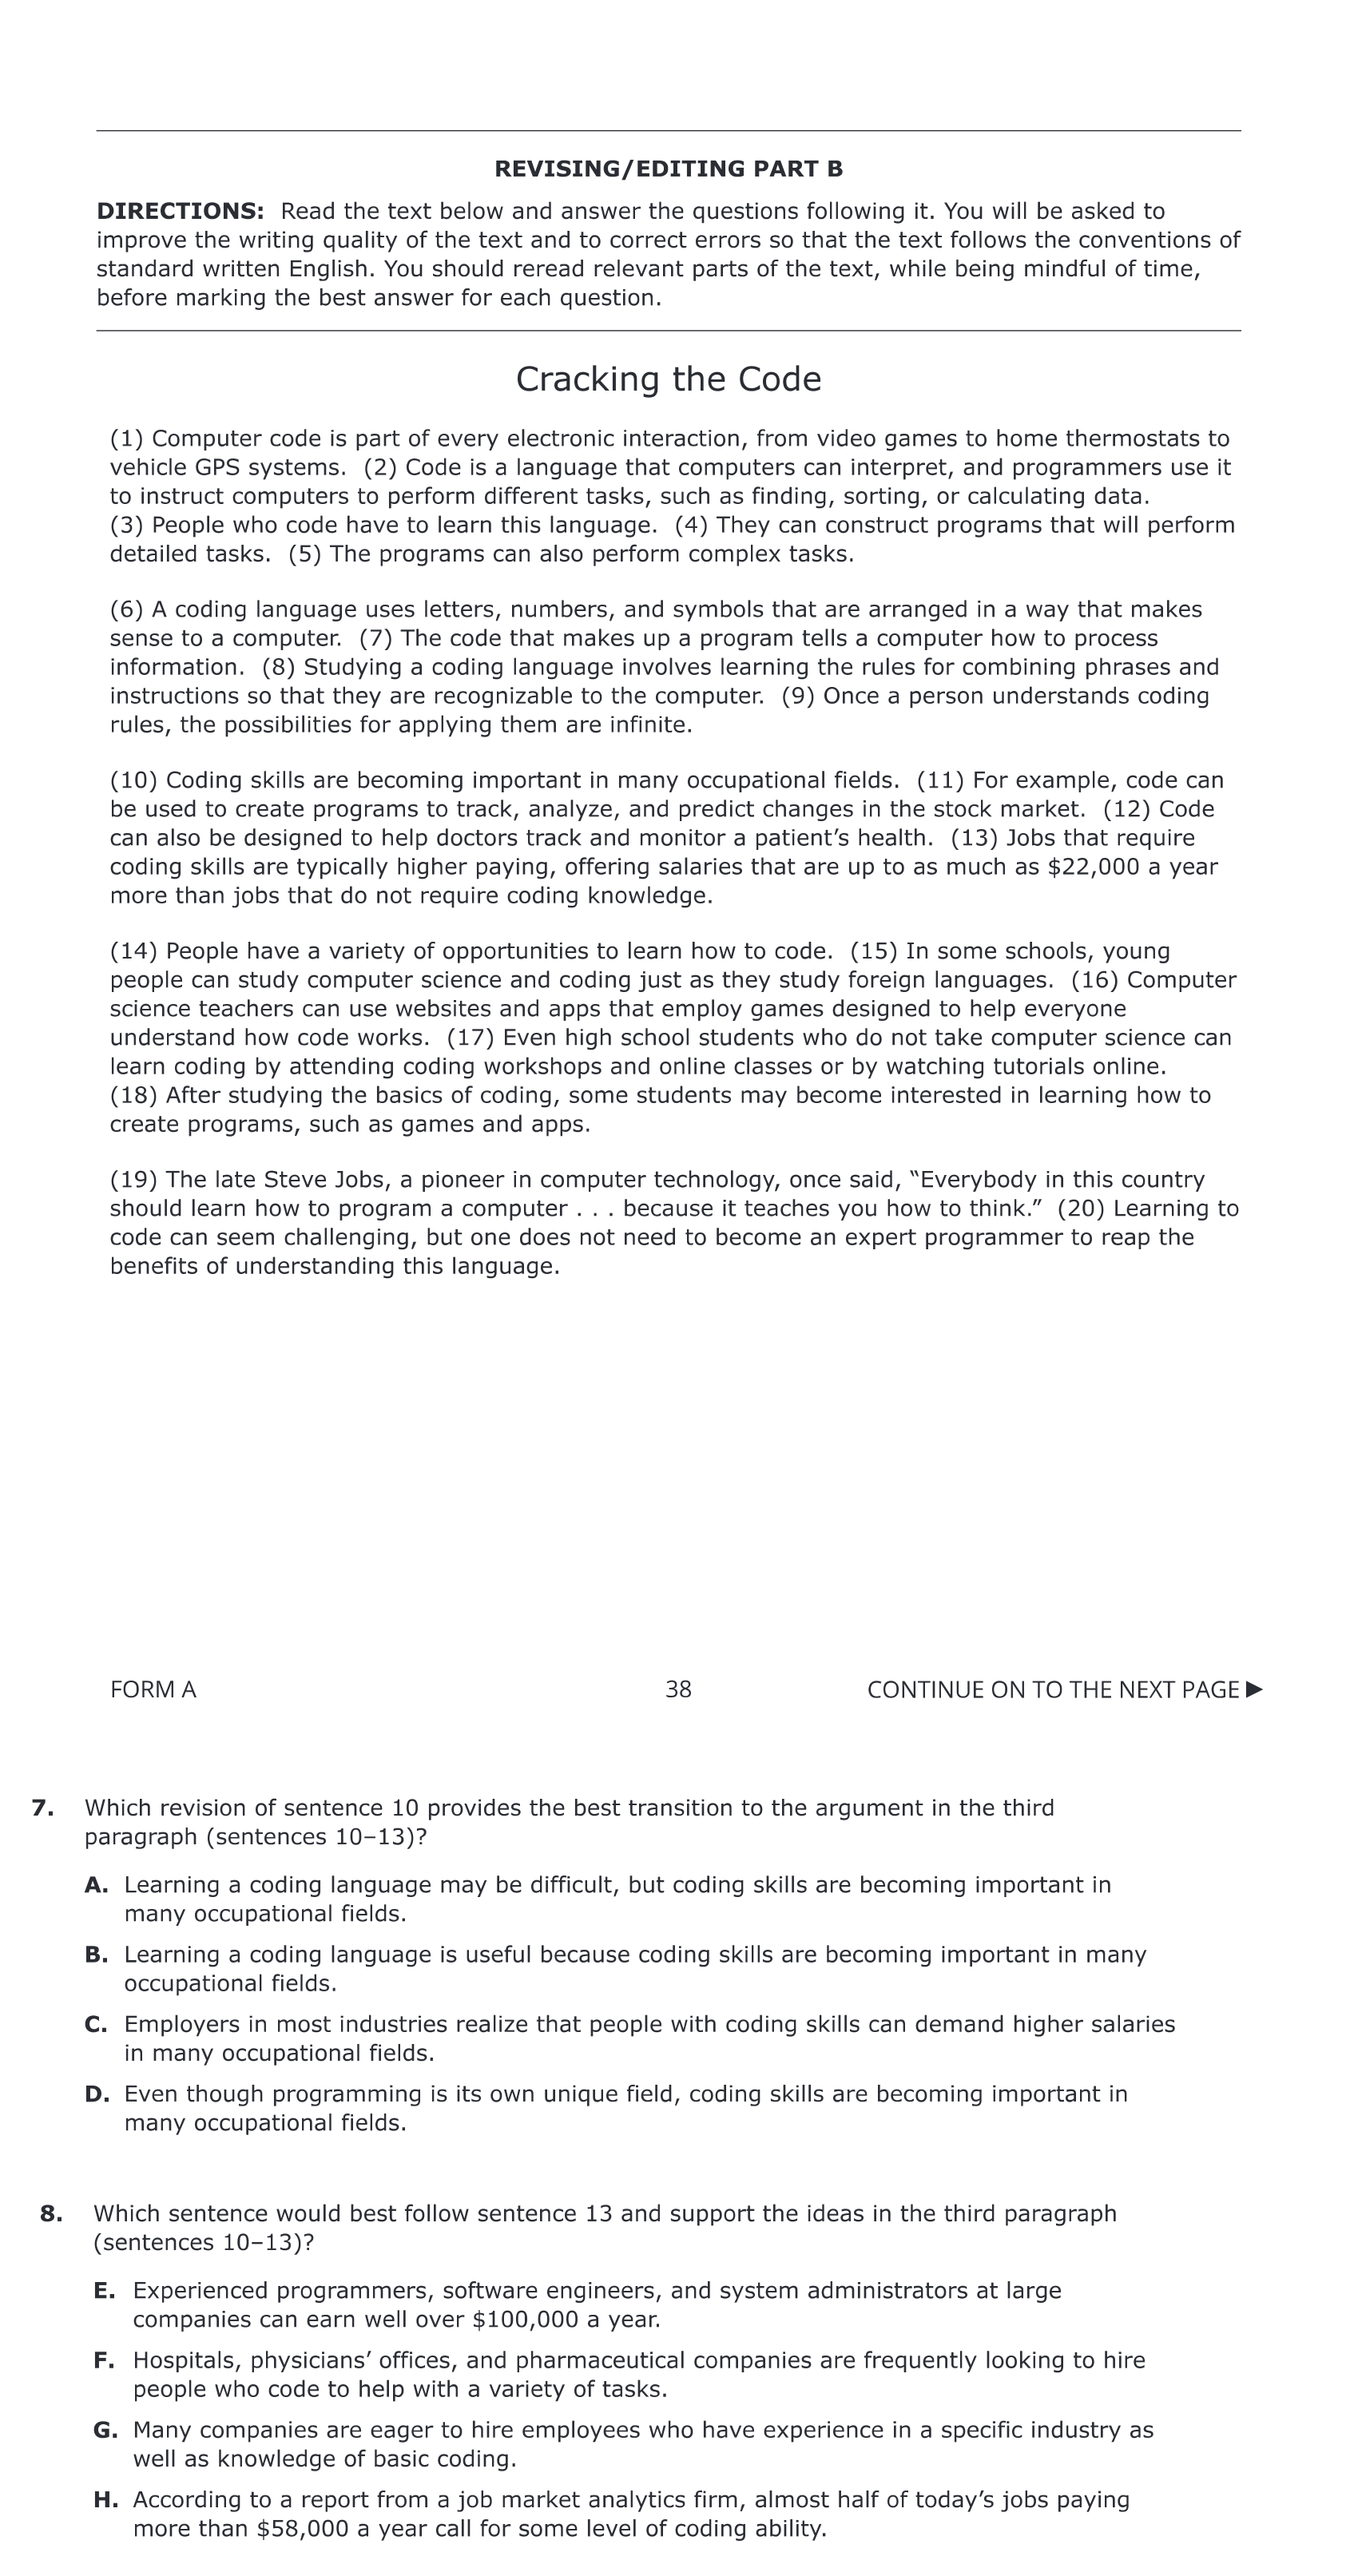 REVISING/EDITING PART B
DIRECTIONS: Read the text below and answer the questions following it. You will be asked to
improve the writing quality of the text and to correct errors so that the text follows the conventions of
standard written English. You should reread relevant parts of the text, while being mindful of time,
before marking the best answer for each question.
Cracking the Code
(1) Computer code is part of every electronic interaction, from video games to home thermostats to
vehicle GPS systems. (2) Code is a language that computers can interpret, and programmers use it
to instruct computers to perform different tasks, such as finding, sorting, or calculating data.
(3) People who code have to learn this language. (4) They can construct programs that will perform
detailed tasks. (5) The programs can also perform complex tasks.
(6) A coding language uses letters, numbers, and symbols that are arranged in a way that makes
sense to a computer. (7) The code that makes up a program tells a computer how to process
information. (8) Studying a coding language involves learning the rules for combining phrases and
instructions so that they are recognizable to the computer. (9) Once a person understands coding
rules, the possibilities for applying them are infinite.
(10) Coding skills are becoming important in many occupational fields. (11) For example, code can
be used to create programs to track, analyze, and predict changes in the stock market. (12) Code
can also be designed to help doctors track and monitor a patient’s health. (13) Jobs that require
coding skills are typically higher paying, offering salaries that are up to as much as $22,000 a year
more than jobs that do not require coding knowledge.
(14) People have a variety of opportunities to learn how to code. (15) In some schools, young
people can study computer science and coding just as they study foreign languages. (16) Computer
science teachers can use websites and apps that employ games designed to help everyone
understand how code works. (17) Even high school students who do not take computer science can
learn coding by attending coding workshops and online classes or by watching tutorials online.
(18) After studying the basics of coding, some students may become interested in learning how to
create programs, such as games and apps.
(19) The late Steve Jobs, a pioneer in computer technology, once said, “Everybody in this country
should learn how to program a computer . . . because it teaches you how to think.” (20) Learning to
code can seem challenging, but one does not need to become an expert programmer to reap the
benefits of understanding this language.
FORM A 38 CONTINUE ON TO THE NEXT PAGE ▶
7. Which revision of sentence 10 provides the best transition to the argument in the third
paragraph (sentences 10–13)?
A. Learning a coding language may be difficult, but coding skills are becoming important in
many occupational fields.
B. Learning a coding language is useful because coding skills are becoming important in many
occupational fields.
C. Employers in most industries realize that people with coding skills can demand higher salaries
in many occupational fields.
D. Even though programming is its own unique field, coding skills are becoming important in
many occupational fields.
8. Which sentence would best follow sentence 13 and support the ideas in the third paragraph
(sentences 10–13)?
E. Experienced programmers, software engineers, and system administrators at large
companies can earn well over $100,000 a year.
F. Hospitals, physicians’ offices, and pharmaceutical companies are frequently looking to hire
people who code to help with a variety of tasks.
G. Many companies are eager to hire employees who have experience in a specific industry as
well as knowledge of basic coding.
H. According to a report from a job market analytics firm, almost half of today’s jobs paying
more than $58,000 a year call for some level of coding ability.